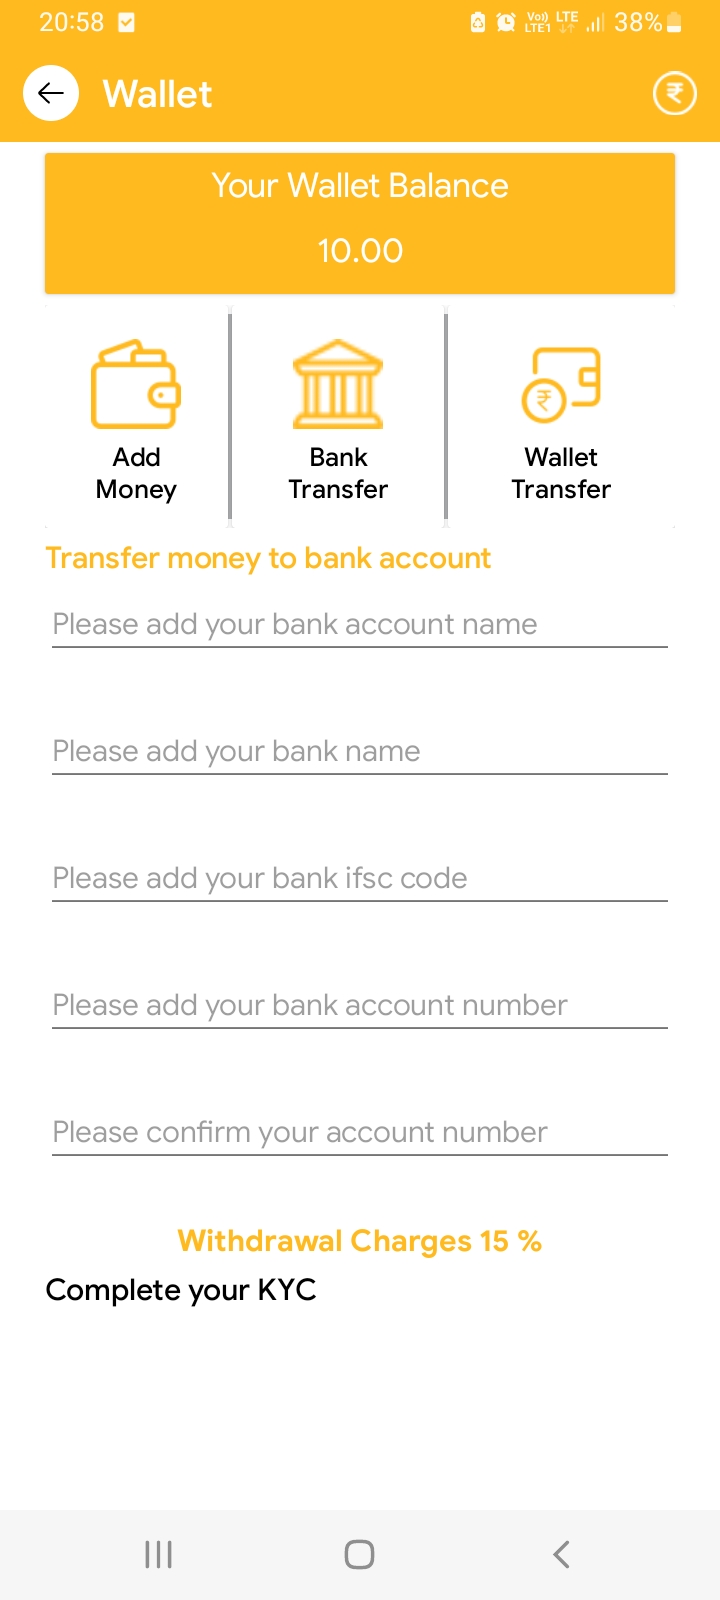 20:58
Vo)) LTE
LTE1
38%
Wallet
₹
Your Wallet Balance
10.00
Add
Money
Bank
Transfer
₹
Wallet
Transfer
Transfer money to bank account
Please add your bank account name
Please add your bank name
Please add your bank ifsc code
Please add your bank account number
Please confirm your account number
Withdrawal Charges 15 %
Complete your KYC